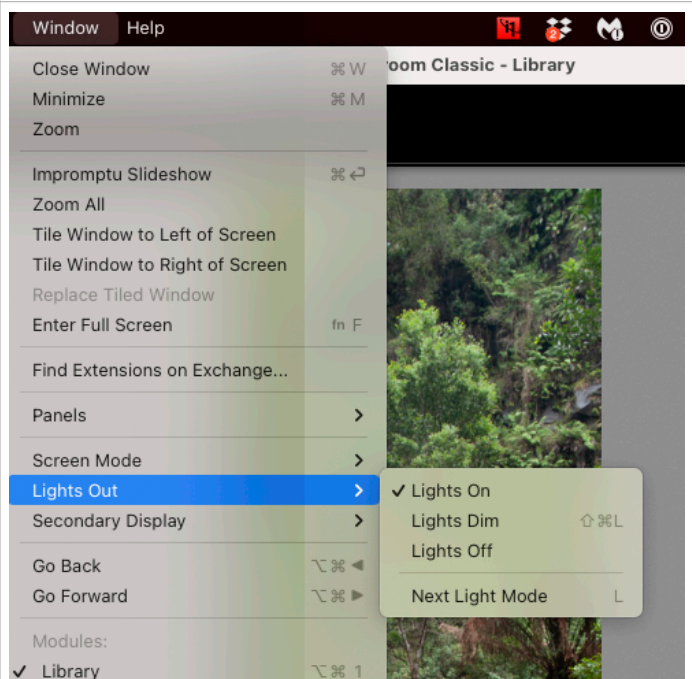 Window Help
2
oom Classic - Library
Close Window ⌘ W
Minimize ⌘ M
Zoom
Impromptu Slideshow ⌘ ↩
Zoom All
Tile Window to Left of Screen
Tile Window to Right of Screen
Replace Tiled Window
Enter Full Screen fn F
Find Extensions on Exchange...
Panels >
Screen Mode >
Lights Out >
✓ Lights On
Lights Dim ⇧⌘L
Lights Off
Next Light Mode L
Secondary Display >
Go Back ⌥⌘◀
Go Forward ⌥⌘▶
Modules:
✓ Library ⌥⌘ 1